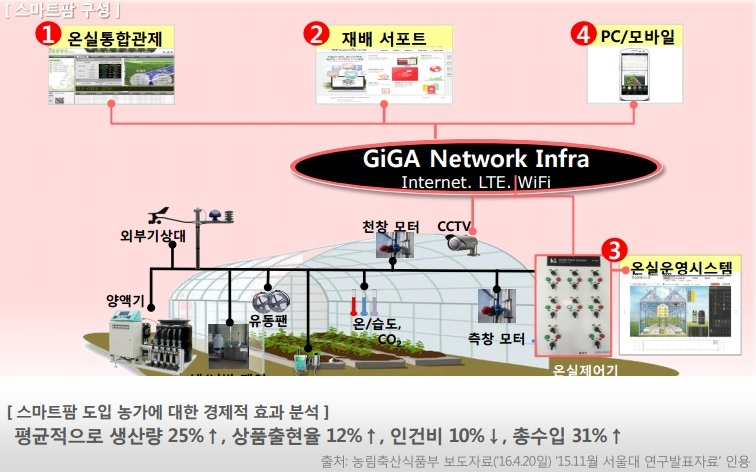 [ 스마트팜 구성 ]
1 온실통합관제
2 재배 서포트
4 PC/모바일
GiGA Network Infra
Internet. LTE. WiFi
외부기상대
천창 모터
CCTV
3 온실운영시스템
양액기
유동팬
온/습도,
CO2
측창 모터
온실제어기
[ 스마트팜 도입 농가에 대한 경제적 효과 분석 ]
평균적으로 생산량 25%↑, 상품출현율 12%↑, 인건비 10%↓, 총수입 31%↑
출처: 농림축산식품부 보도자료('16.4.20일) '15.11월 서울대 연구발표자료' 인용